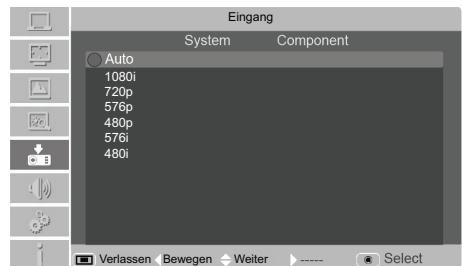 Eingang
System Component
Auto
1080i
720p
576p
480p
576i
480i
Verlassen Bewegen Weiter ----- Select